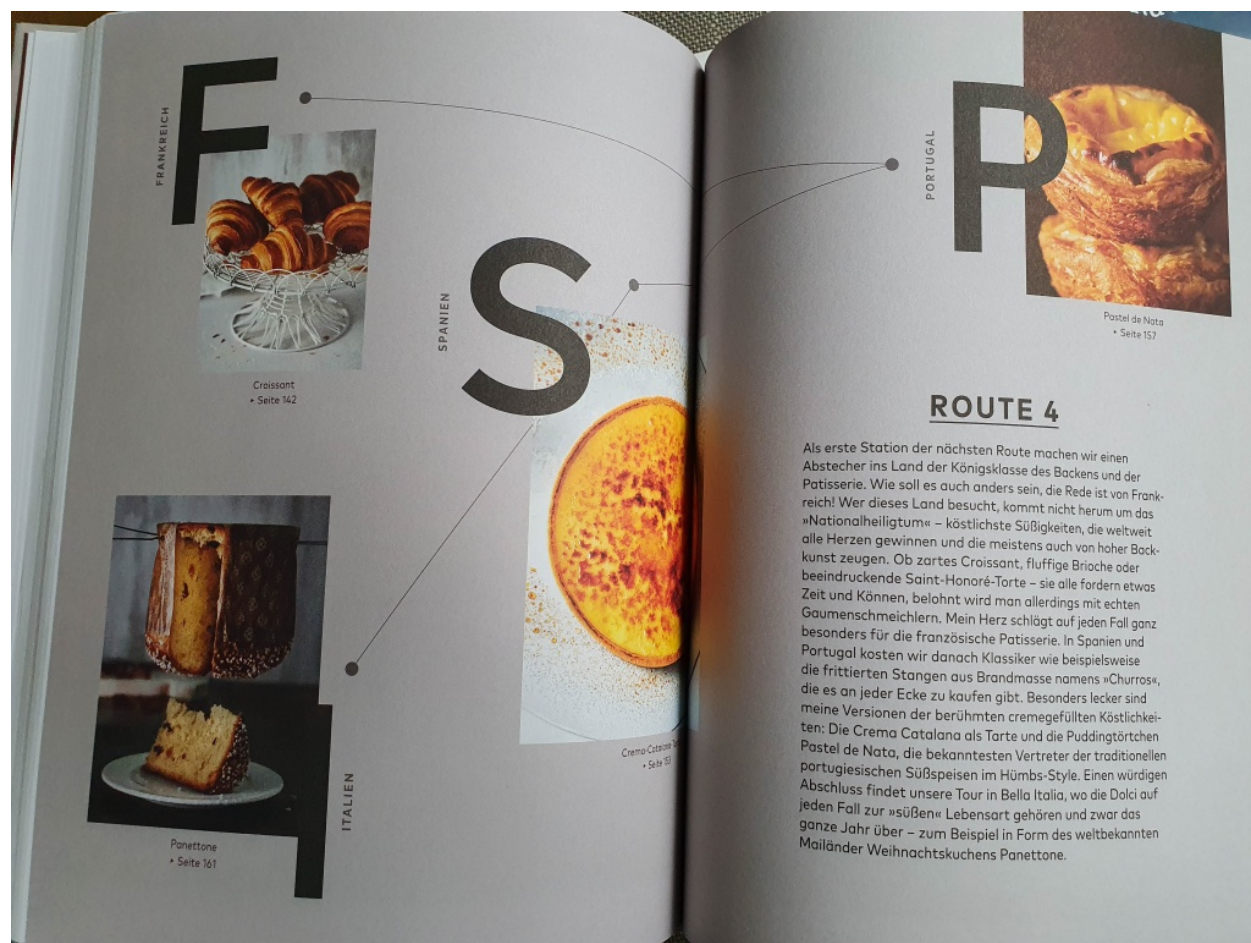 FRANKREICH
F
Croissant
▸ Seite 142
SPANIEN
S
Crema-Catalana
▸ Seite 153
Panettone
▸ Seite 161
ITALIEN
I
PORTUGAL
P
Pastel de Nata
▸ Seite 157
ROUTE 4
Als erste Station der nächsten Route machen wir einen
Abstecher ins Land der Königsklasse des Backens und der
Patisserie. Wie soll es auch anders sein, die Rede ist von Frank-
reich! Wer dieses Land besucht, kommt nicht herum um das
»Nationalheiligtum« – köstlichste Süßigkeiten, die weltweit
alle Herzen gewinnen und die meistens auch von hoher Back-
kunst zeugen. Ob zartes Croissant, fluffige Brioche oder
beeindruckende Saint-Honoré-Torte – sie alle fordern etwas
Zeit und Können, belohnt wird man allerdings mit echten
Gaumenschmeichlern. Mein Herz schlägt auf jeden Fall ganz
besonders für die französische Patisserie. In Spanien und
Portugal kosten wir danach Klassiker wie beispielsweise
die frittierten Stangen aus Brandmasse namens »Churros«,
die es an jeder Ecke zu kaufen gibt. Besonders lecker sind
meine Versionen der berühmten cremegefüllten Köstlichkei-
ten: Die Crema Catalana als Tarte und die Puddingtörtchen
Pastel de Nata, die bekanntesten Vertreter der traditionellen
portugiesischen Süßspeisen im Hümbs-Style. Einen würdigen
Abschluss findet unsere Tour in Bella Italia, wo die Dolci auf
jeden Fall zur »süßen« Lebensart gehören und zwar das
ganze Jahr über – zum Beispiel in Form des weltbekannten
Mailänder Weihnachtskuchens Panettone.